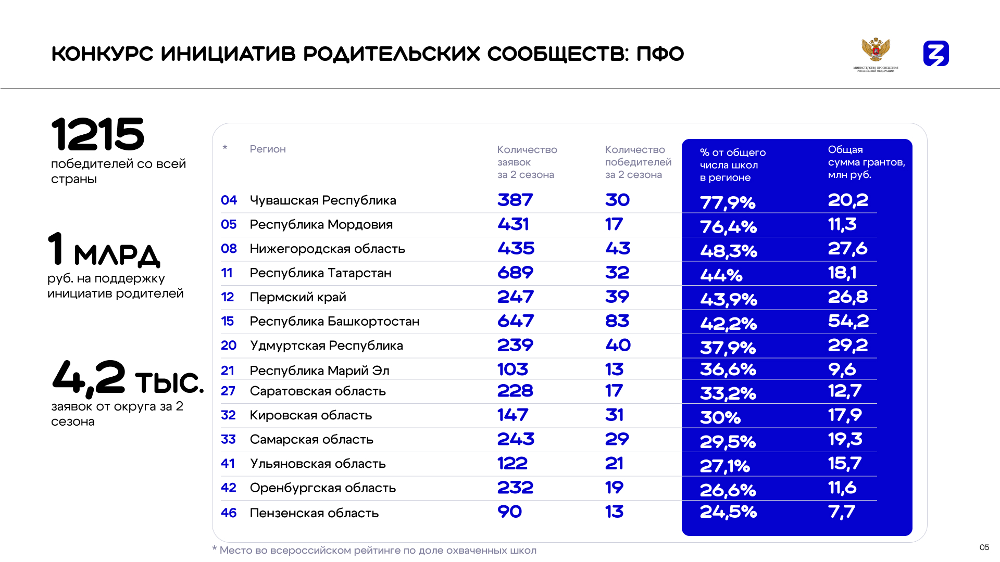 КОНКУРС ИНИЦИАТИВ РОДИТЕЛЬСКИХ СООБЩЕСТВ: ПФО
МИНИСТЕРСТВО ПРОСВЕЩЕНИЯ
РОССИЙСКОЙ ФЕДЕРАЦИИ
1215
победителей со всей
страны
1 МЛРД
руб. на поддержку
инициатив родителей
4,2 ТЫС.
заявок от округа за 2
сезона
* Регион
Количество
заявок
за 2 сезона
Количество
победителей
за 2 сезона
% от общего
числа школ
в регионе
Общая
сумма грантов,
млн руб.
04 Чувашская Республика 387 30 77,9% 20,2
05 Республика Мордовия 431 17 76,4% 11,3
08 Нижегородская область 435 43 48,3% 27,6
11 Республика Татарстан 689 32 44% 18,1
12 Пермский край 247 39 43,9% 26,8
15 Республика Башкортостан 647 83 42,2% 54,2
20 Удмуртская Республика 239 40 37,9% 29,2
21 Республика Марий Эл 103 13 36,6% 9,6
27 Саратовская область 228 17 33,2% 12,7
32 Кировская область 147 31 30% 17,9
33 Самарская область 243 29 29,5% 19,3
41 Ульяновская область 122 21 27,1% 15,7
42 Оренбургская область 232 19 26,6% 11,6
46 Пензенская область 90 13 24,5% 7,7
* Место во всероссийском рейтинге по доле охваченных школ
05